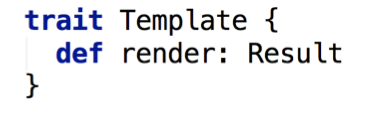 trait Template {
  def render: Result
}